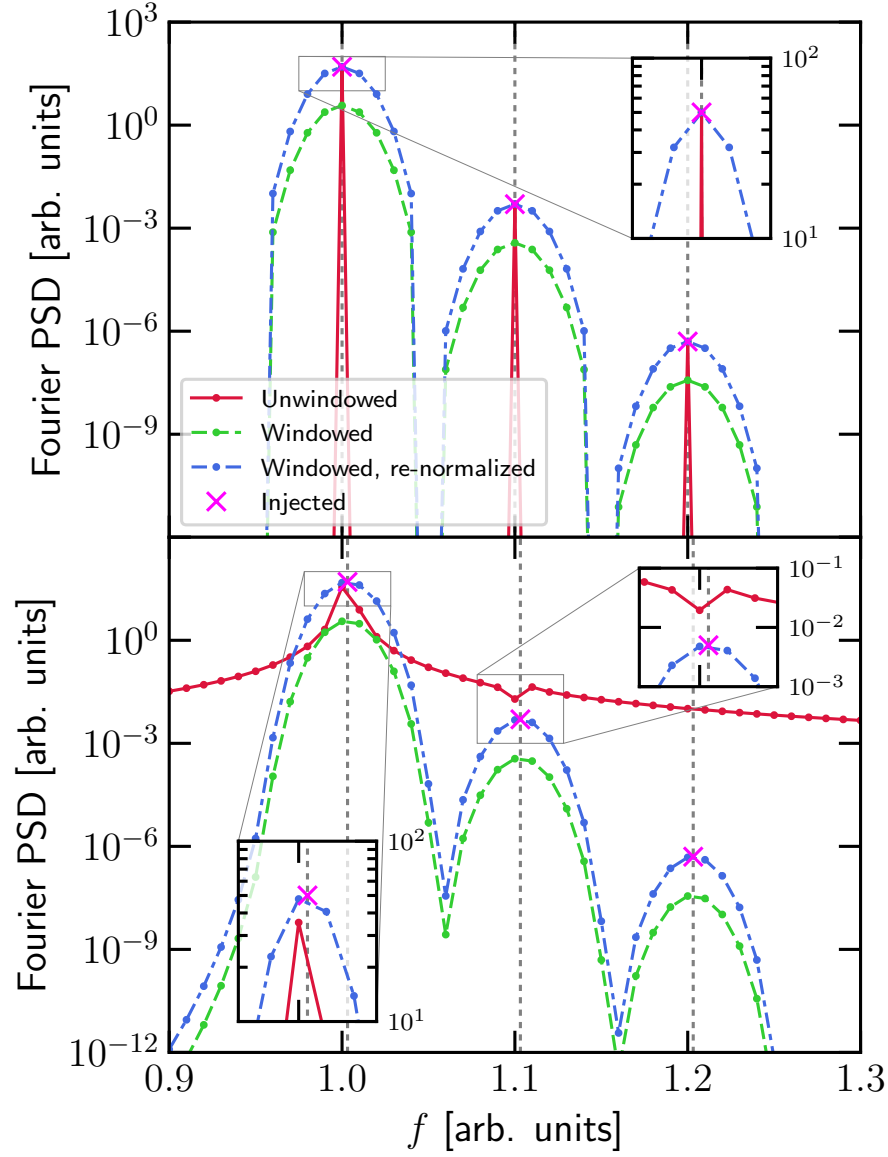 10^3
10^0
10^-3
10^-6
10^-9
Fourier PSD [arb. units]
10^2
10^1
Unwindowed
Windowed
Windowed, re-normalized
Injected
10^0
10^-3
10^-6
10^-9
10^-12
Fourier PSD [arb. units]
10^-1
10^-2
10^-3
10^2
10^1
0.9 1.0 1.1 1.2 1.3
f [arb. units]